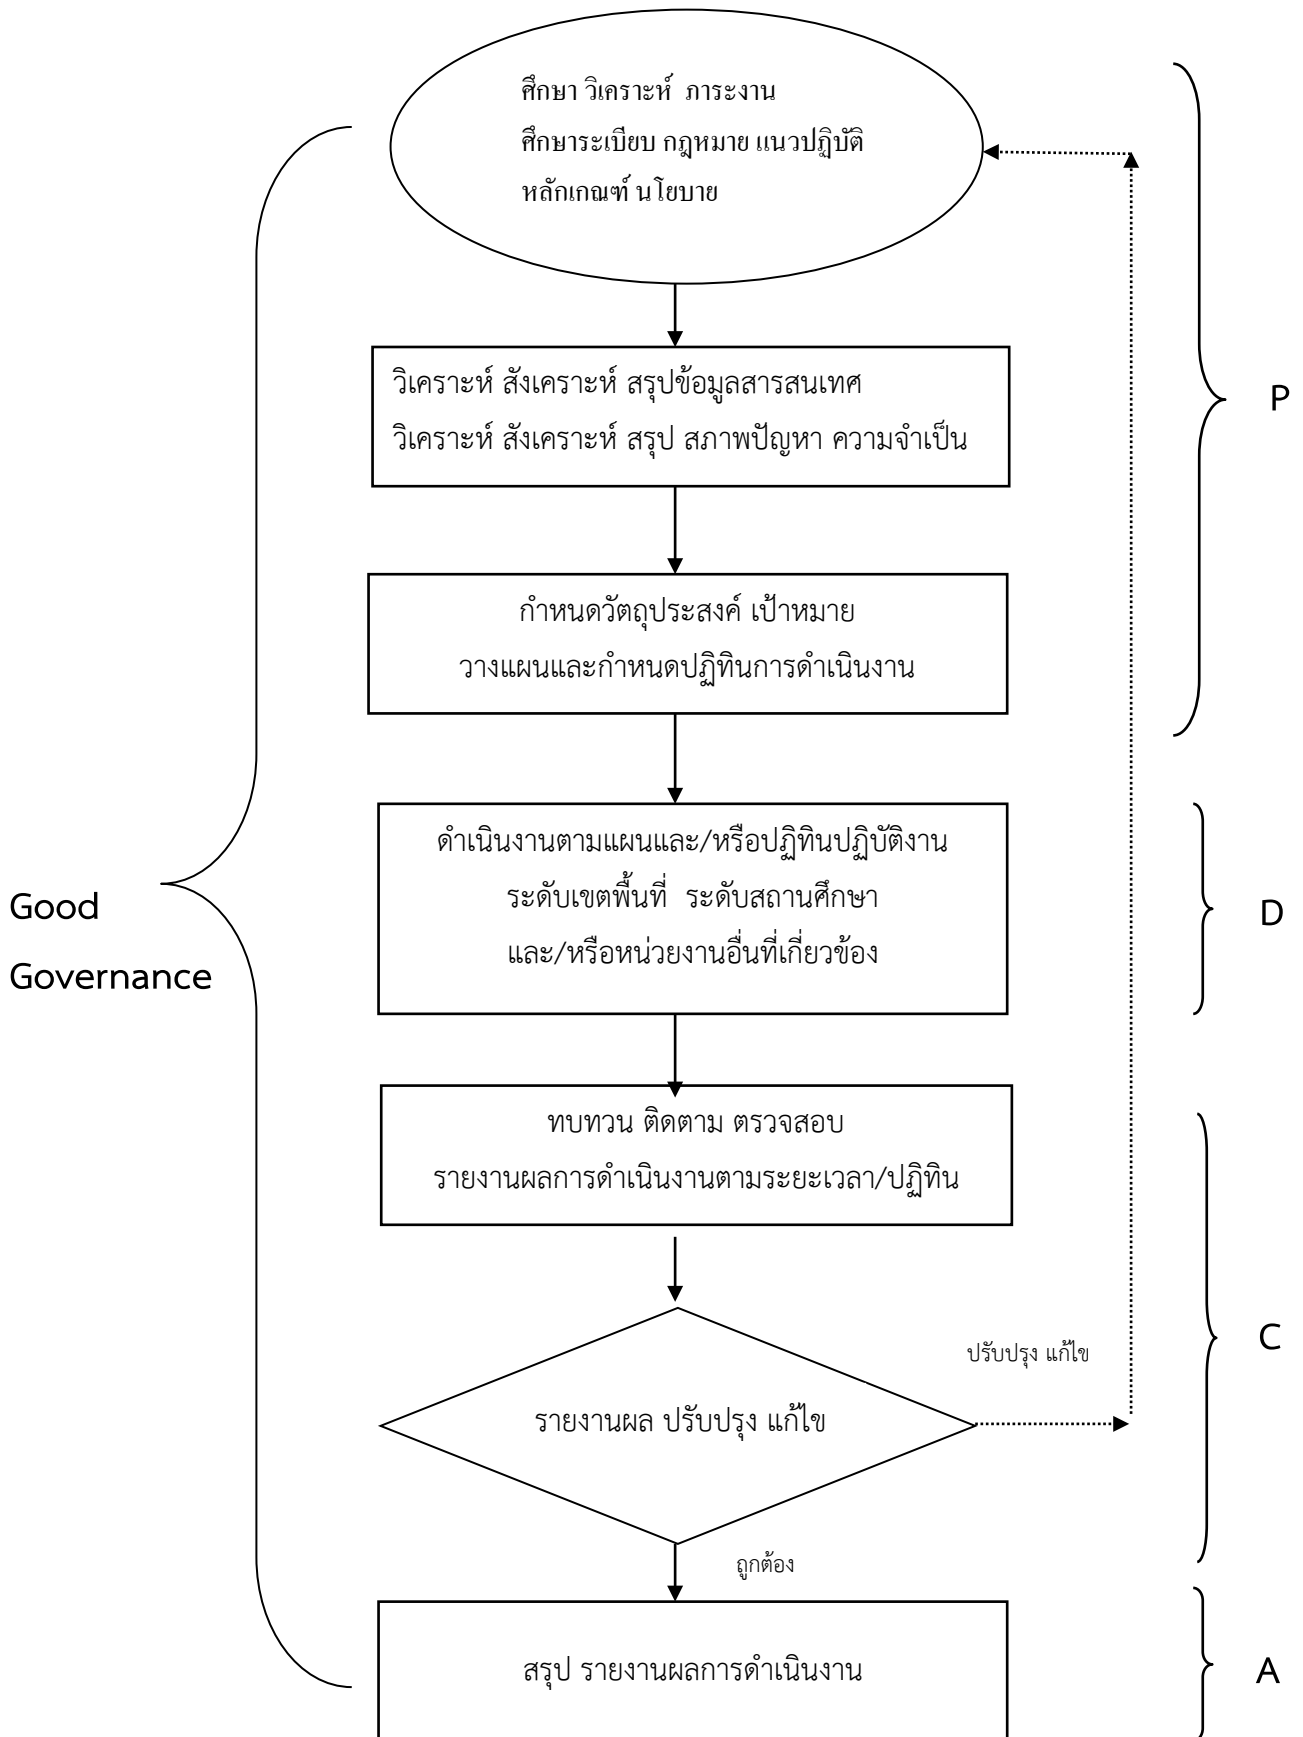 ศึกษา วิเคราะห์ ภาระงาน
ศึกษาระเบียบ กฎหมาย แนวปฏิบัติ
หลักเกณฑ์ นโยบาย
วิเคราะห์ สังเคราะห์ สรุปข้อมูลสารสนเทศ
วิเคราะห์ สังเคราะห์ สรุป สภาพปัญหา ความจำเป็น
P
กำหนดวัตถุประสงค์ เป้าหมาย
วางแผนและกำหนดปฏิทินการดำเนินงาน
ดำเนินงานตามแผนและ/หรือปฏิทินปฏิบัติงาน
ระดับเขตพื้นที่ ระดับสถานศึกษา
และ/หรือหน่วยงานอื่นที่เกี่ยวข้อง
D
Good
Governance
ทบทวน ติดตาม ตรวจสอบ
รายงานผลการดำเนินงานตามระยะเวลา/ปฏิทิน
C
ปรับปรุง แก้ไข
รายงานผล ปรับปรุง แก้ไข
ถูกต้อง
สรุป รายงานผลการดำเนินงาน
A